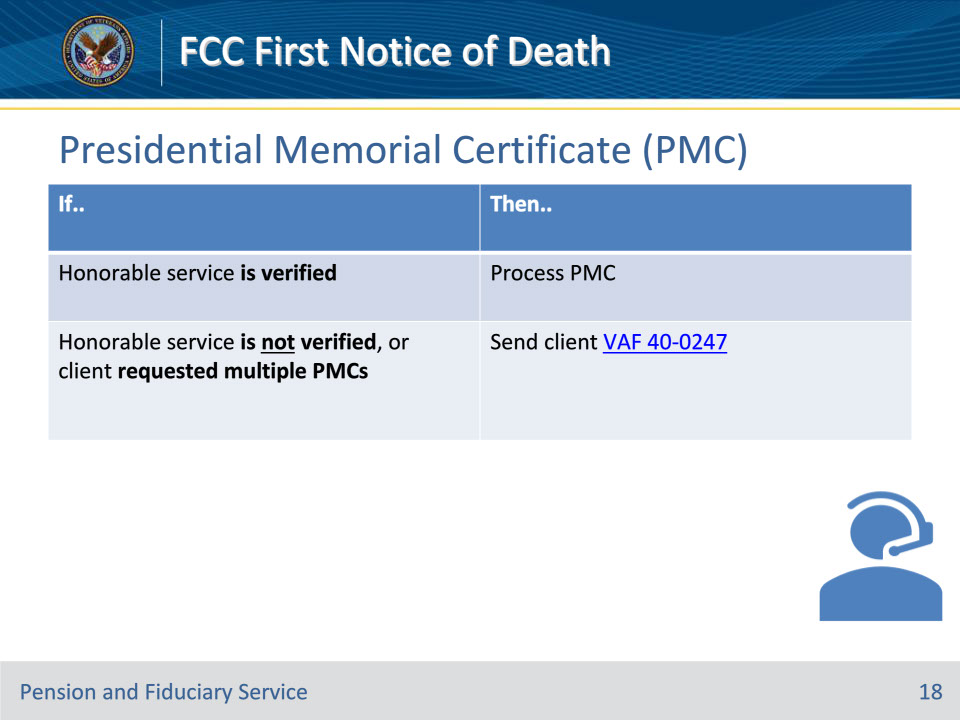 FCC First Notice of Death
Presidential Memorial Certificate (PMC)
If..
Then..
Honorable service is verified
Process PMC
Honorable service is not verified, or
client requested multiple PMCs
Send client VAF 40-0247
Pension and Fiduciary Service
18